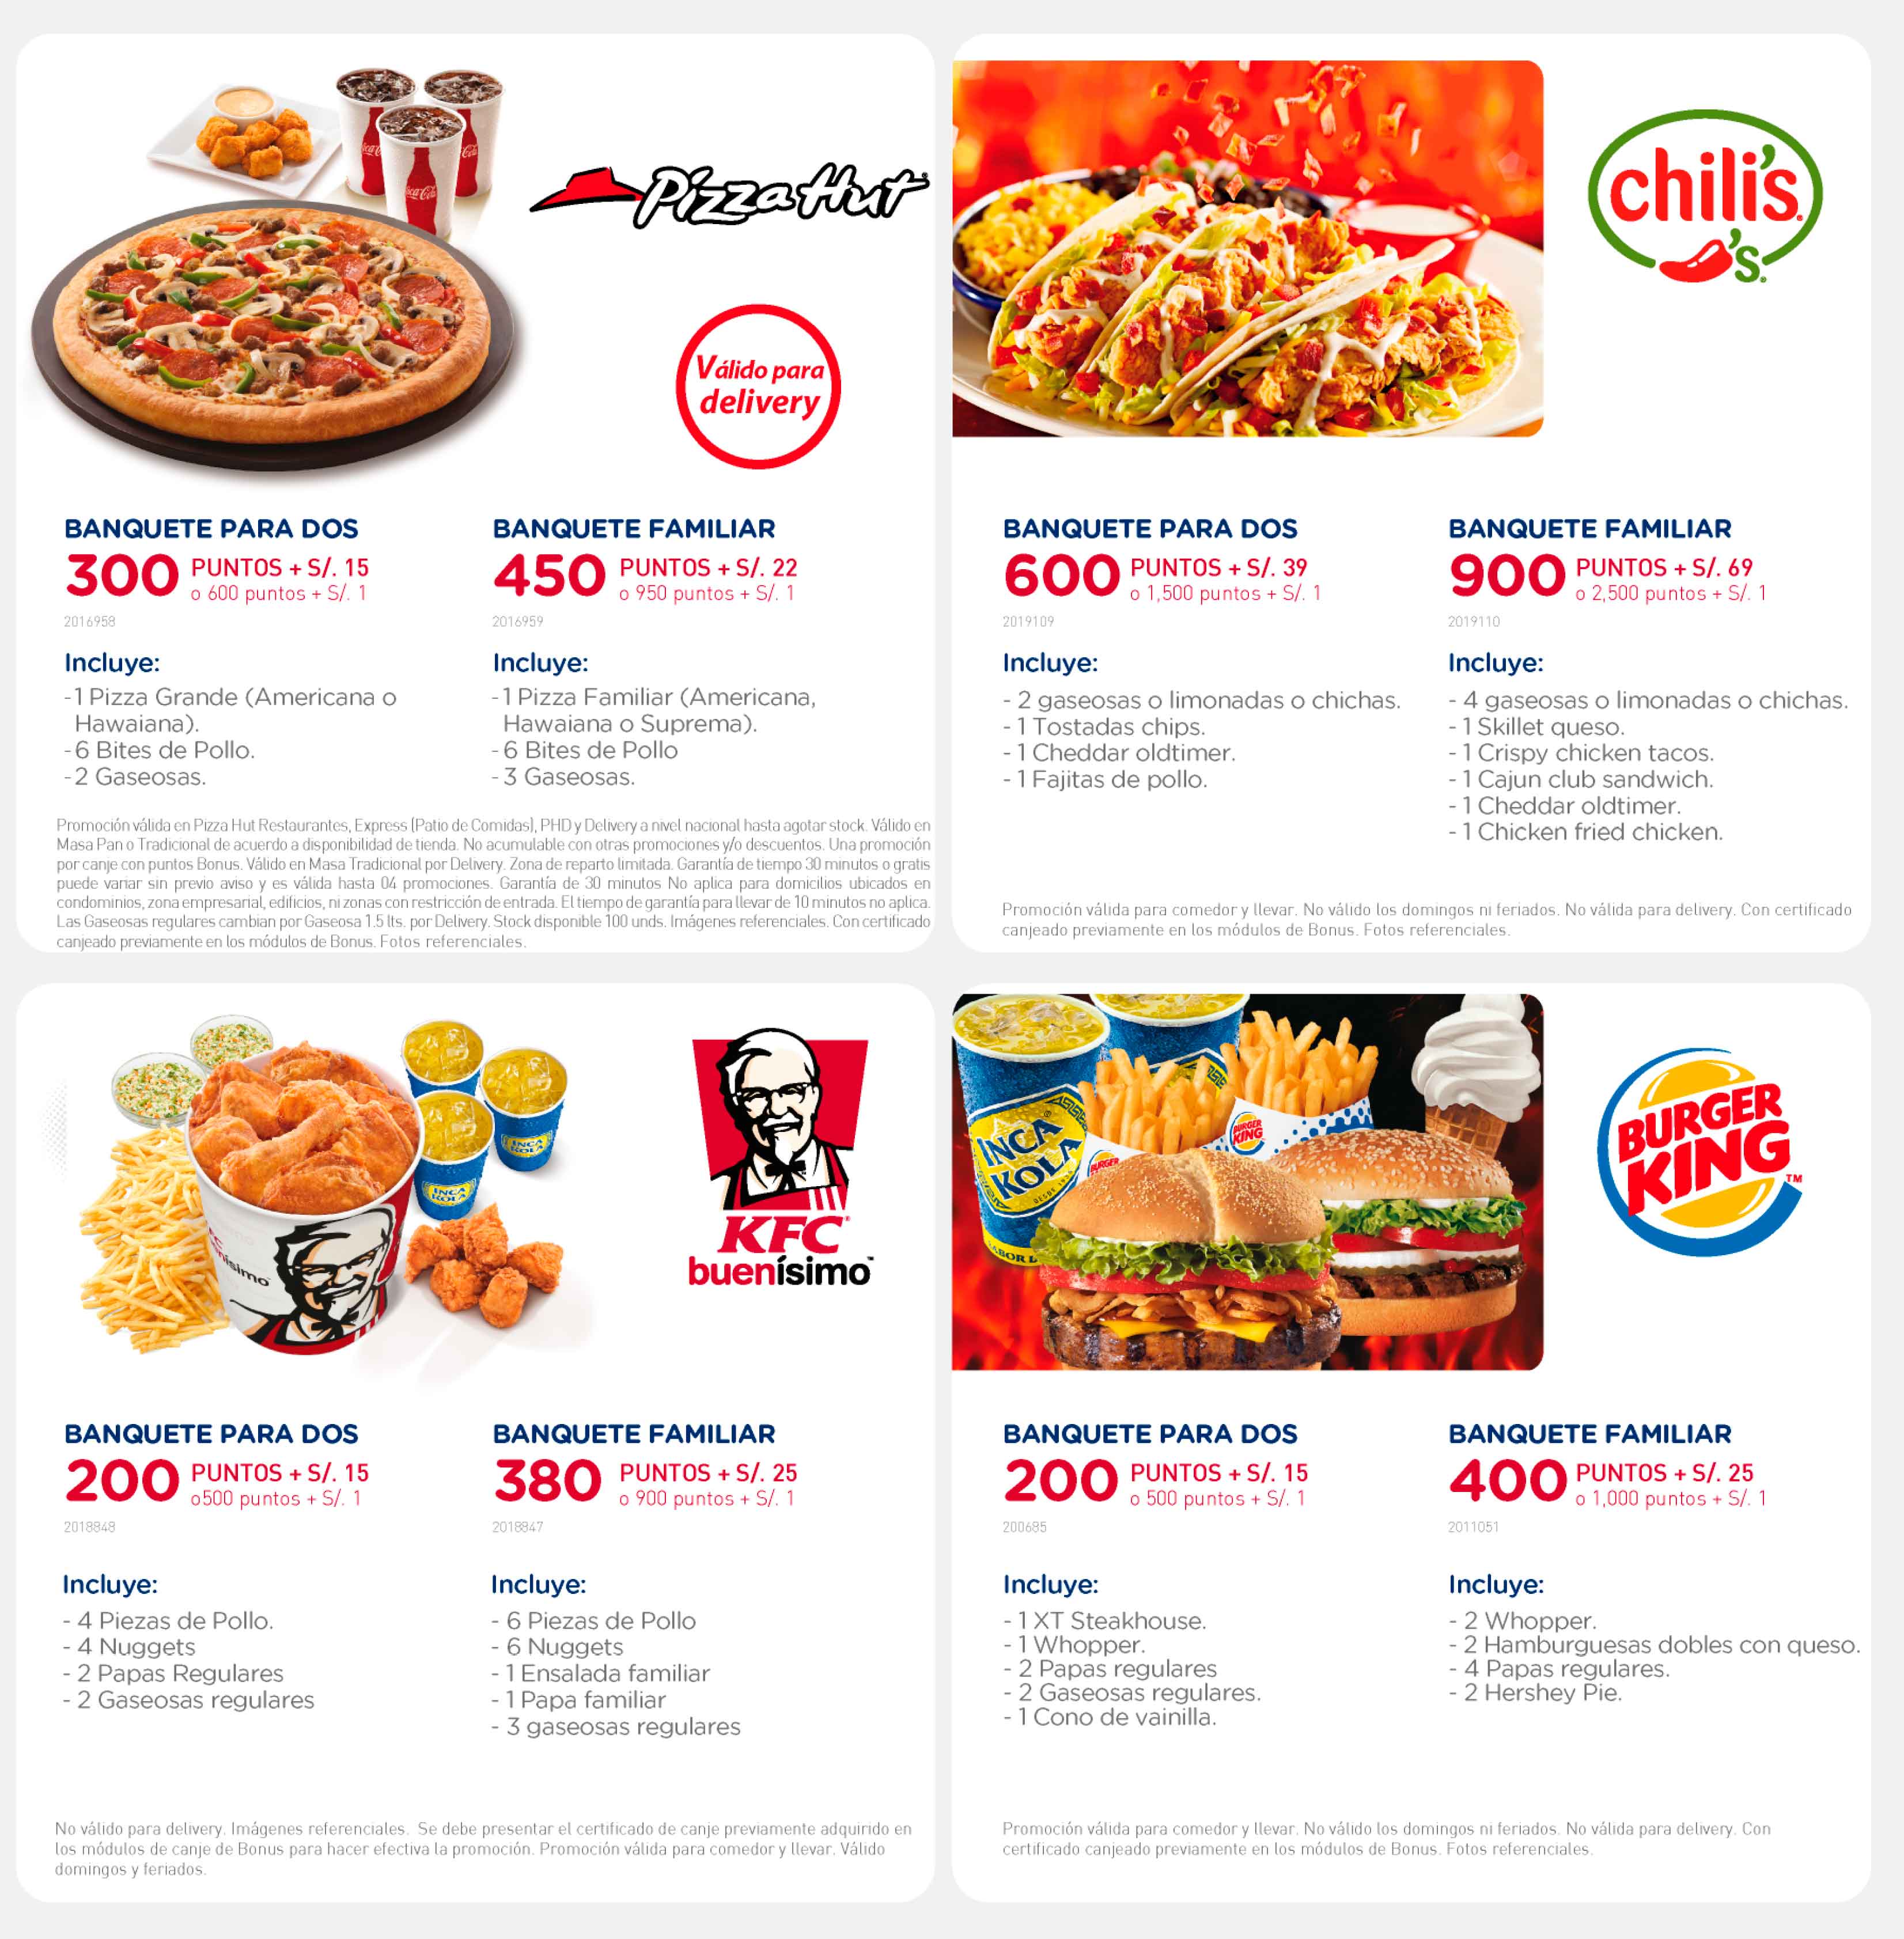 Pizza Hut
Válido para
delivery
BANQUETE PARA DOS
300 PUNTOS + S/. 15
o 600 puntos + S/. 1
2016958
Incluye:
-1 Pizza Grande (Americana o
Hawaiana).
-6 Bites de Pollo.
-2 Gaseosas.
BANQUETE FAMILIAR
450 PUNTOS + S/. 22
o 950 puntos + S/. 1
2016959
Incluye:
-1 Pizza Familiar (Americana,
Hawaiana o Suprema).
-6 Bites de Pollo
-3 Gaseosas.
Promoción válida en Pizza Hut Restaurantes, Express (Patio de Comidas), PHD y Delivery a nivel nacional hasta agotar stock. Válido en
Masa Pan o Tradicional de acuerdo a disponibilidad de tienda. No acumulable con otras promociones y/o descuentos. Una promoción
por canje con puntos Bonus. Válido en Masa Tradicional por Delivery. Zona de reparto limitada. Garantía de tiempo 30 minutos o gratis
puede variar sin previo aviso y es válida hasta 04 promociones. Garantía de 30 minutos No aplica para domicilios ubicados en
condominios, zona empresarial, edificios, ni zonas con restricción de entrada. El tiempo de garantía para llevar de 10 minutos no aplica.
Las Gaseosas regulares cambian por Gaseosa 1.5 lts. por Delivery. Stock disponible 100 unds. Imágenes referenciales. Con certificado
canjeado previamente en los módulos de Bonus. Fotos referenciales.
chili's
's
BANQUETE PARA DOS
600 PUNTOS + S/. 39
o 1,500 puntos + S/. 1
2019109
Incluye:
- 2 gaseosas o limonadas o chichas.
- 1 Tostadas chips.
- 1 Cheddar oldtimer.
- 1 Fajitas de pollo.
BANQUETE FAMILIAR
900 PUNTOS + S/. 69
o 2,500 puntos + S/. 1
2019110
Incluye:
- 4 gaseosas o limonadas o chichas.
- 1 Skillet queso.
- 1 Crispy chicken tacos.
- 1 Cajun club sandwich.
- 1 Cheddar oldtimer.
- 1 Chicken fried chicken.
Promoción válida para comedor y llevar. No válido los domingos ni feriados. No válida para delivery. Con certificado
canjeado previamente en los módulos de Bonus. Fotos referenciales.
INCA
KOLA
INCA
KOLA
KFC
buenísimo™
BANQUETE PARA DOS
200 PUNTOS + S/. 15
o500 puntos + S/. 1
2018848
Incluye:
- 4 Piezas de Pollo.
- 4 Nuggets
- 2 Papas Regulares
- 2 Gaseosas regulares
BANQUETE FAMILIAR
380 PUNTOS + S/. 25
o 900 puntos + S/. 1
2018847
Incluye:
- 6 Piezas de Pollo
- 6 Nuggets
- 1 Ensalada familiar
- 1 Papa familiar
- 3 gaseosas regulares
No válido para delivery. Imágenes referenciales. Se debe presentar el certificado de canje previamente adquirido en
los módulos de canje de Bonus para hacer efectiva la promoción. Promoción válida para comedor y llevar. Válido
domingos y feriados.
INCA
KOLA
BURGER
KING
BURGER
BURGER
KING™
BANQUETE PARA DOS
200 PUNTOS + S/. 15
o 500 puntos + S/. 1
200685
Incluye:
- 1 XT Steakhouse.
- 1 Whopper.
- 2 Papas regulares
- 2 Gaseosas regulares.
- 1 Cono de vainilla.
BANQUETE FAMILIAR
400 PUNTOS + S/. 25
o 1,000 puntos + S/. 1
2011051
Incluye:
- 2 Whopper.
- 2 Hamburguesas dobles con queso.
- 4 Papas regulares.
- 2 Hershey Pie.
Promoción válida para comedor y llevar. No válido los domingos ni feriados. No válida para delivery. Con
certificado canjeado previamente en los módulos de Bonus. Fotos referenciales.